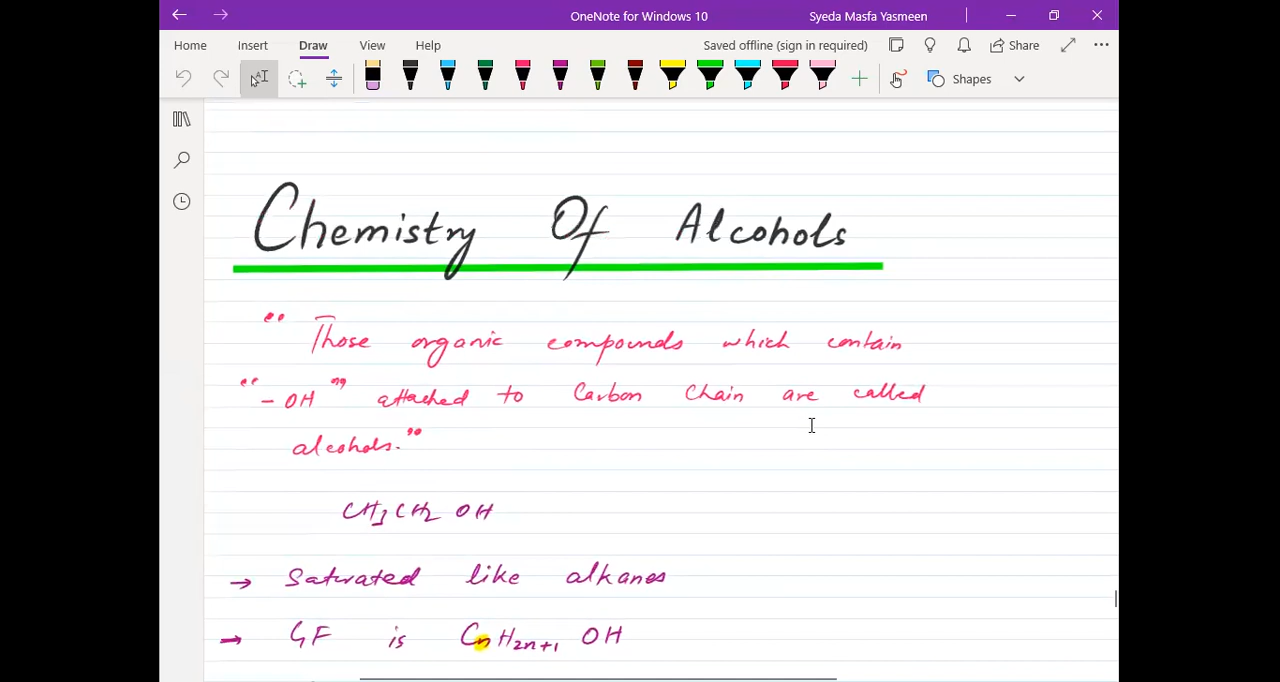 OneNote for Windows 10
Syeda Masfa Yasmeen
Home Insert Draw View Help
Saved offline (sign in required)
Share
Shapes
Chemistry Of Alcohols
“ Those organic compounds which contain
“ - OH ” attached to Carbon Chain are called
alcohols.”
CH3CH2 OH
→ Saturated like alkanes
→ GF is CnH2n+1 OH